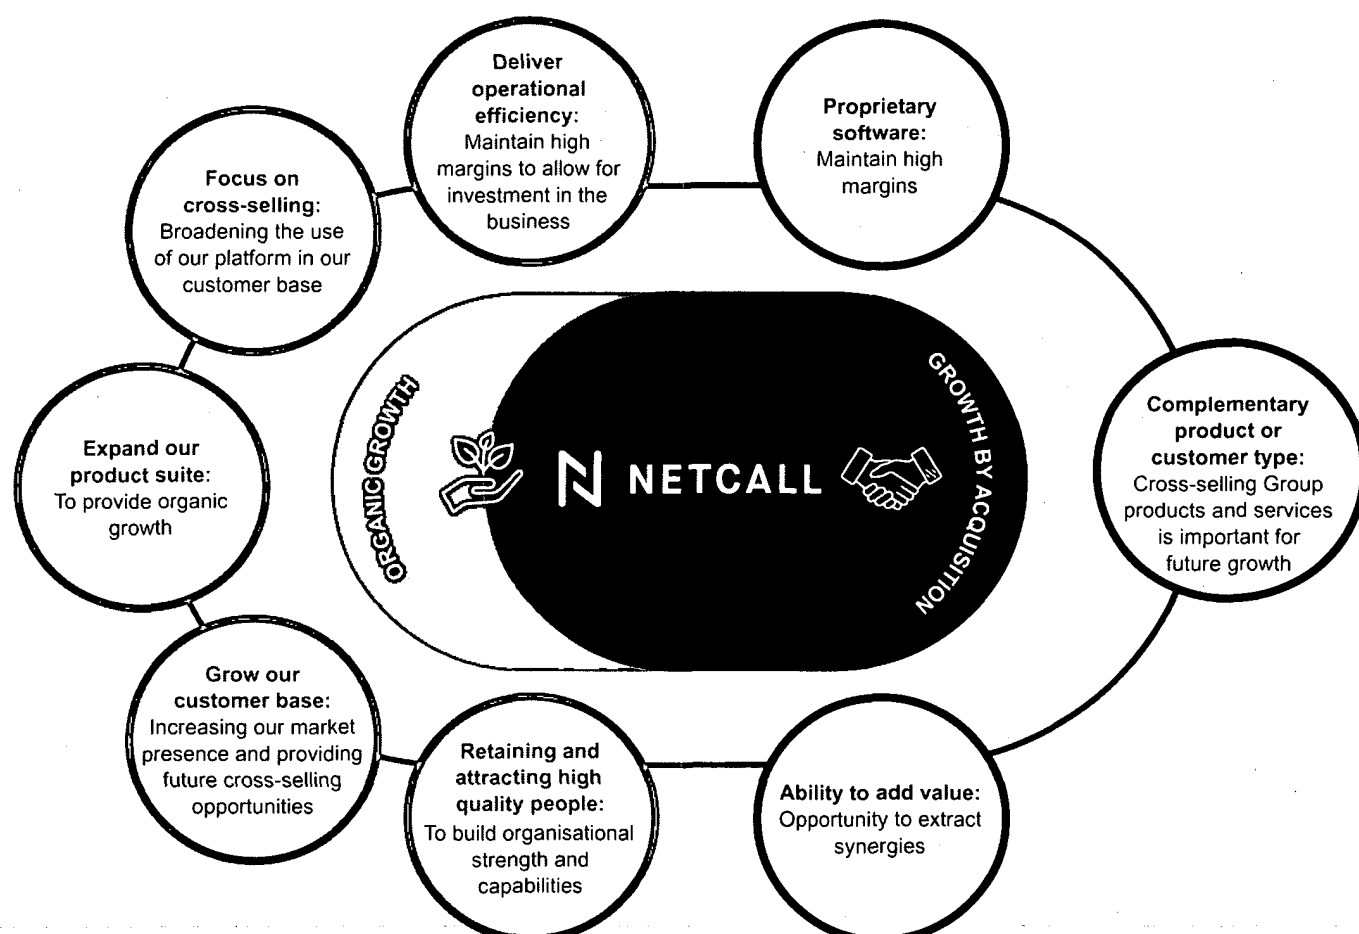 Deliver
operational
efficiency:
Maintain high
margins to allow for
investment in the
business
Proprietary
software:
Maintain high
margins
Focus on
cross-selling:
Broadening the use
of our platform in our
customer base
Complementary
product or
customer type:
Cross-selling Group
products and services
is important for
future growth
Expand our
product suite:
To provide organic
growth
ORGANIC GROWTH
NETCALL
GROWTH BY ACQUISITION
Grow our
customer base:
Increasing our market
presence and providing
future cross-selling
opportunities
Retaining and
attracting high
quality people:
To build organisational
strength and
capabilities
Ability to add value:
Opportunity to extract
synergies